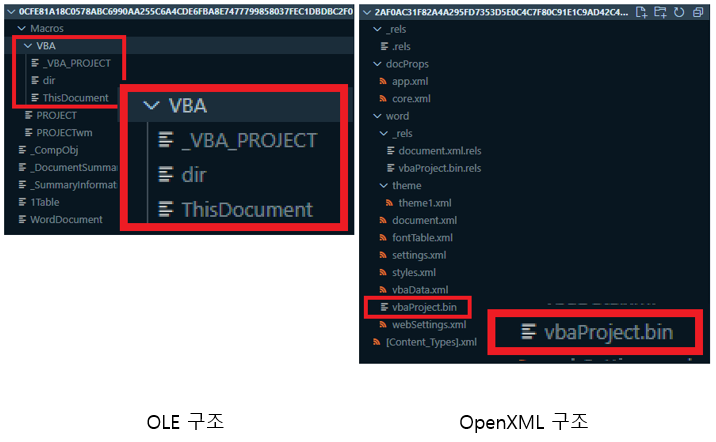 0CFE81A18C0578ABC6990AA255C6A4CDE6FBA8E7477799858037FEC1DBDBC2F0
Macros
VBA
_VBA_PROJECT
dir
ThisDocument
PROJECT
PROJECTwm
_CompObj
_DocumentSumma
_SummaryInformat
1Table
WordDocument
VBA
_VBA_PROJECT
dir
ThisDocument
2AF0AC31F82A4A295FD7353D5E0C4C7F80C91E1C9AD42C4...
_rels
.rels
docProps
app.xml
core.xml
word
_rels
document.xml.rels
vbaProject.bin.rels
theme
theme1.xml
document.xml
fontTable.xml
settings.xml
styles.xml
vbaData.xml
vbaProject.bin
webSettings.xml
[Content_Types].xml
vbaProject.bin
OLE 구조
OpenXML 구조